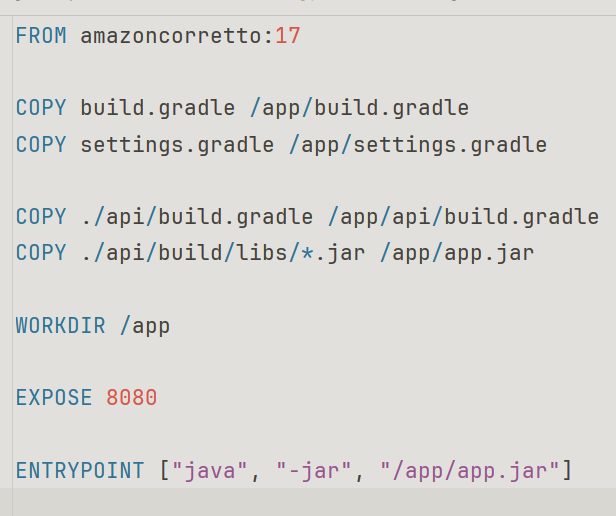 FROM amazoncorretto:17
COPY build.gradle /app/build.gradle
COPY settings.gradle /app/settings.gradle
COPY ./api/build.gradle /app/api/build.gradle
COPY ./api/build/libs/*.jar /app/app.jar
WORKDIR /app
EXPOSE 8080
ENTRYPOINT ["java", "-jar", "/app/app.jar"]